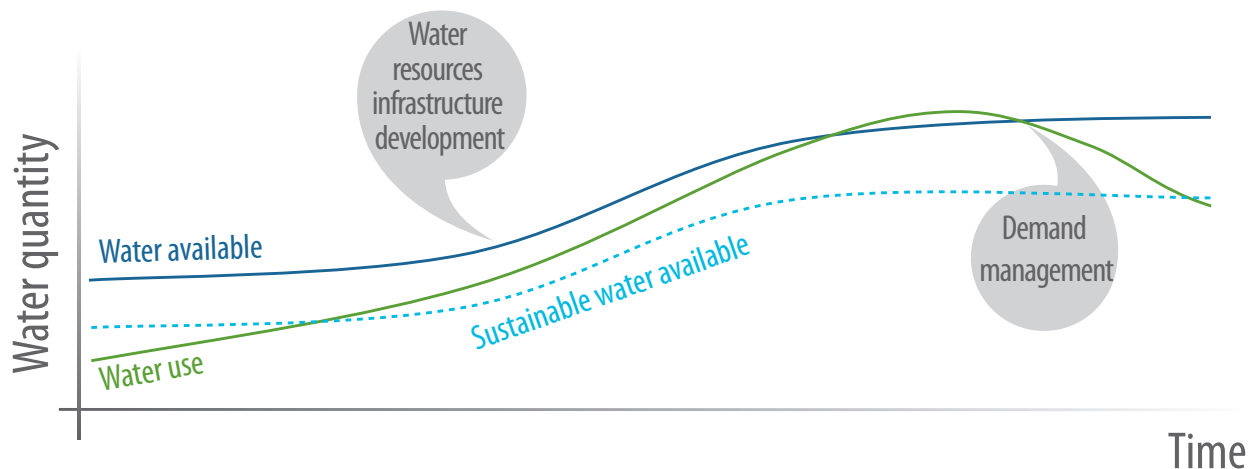 Water quantity
Water
resources
infrastructure
development
Water available
Water use
Sustainable water available
Demand
management
Time